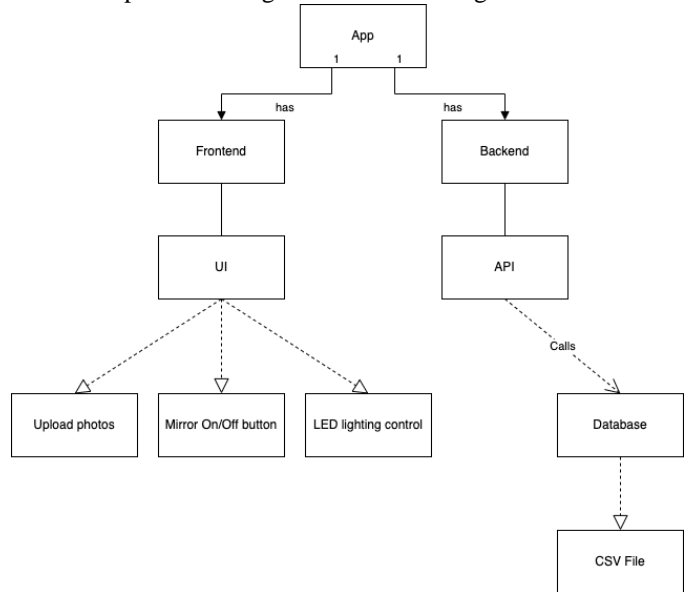 App
1 1
has has
Frontend Backend
UI API
Calls
Upload photos Mirror On/Off button LED lighting control Database
CSV File